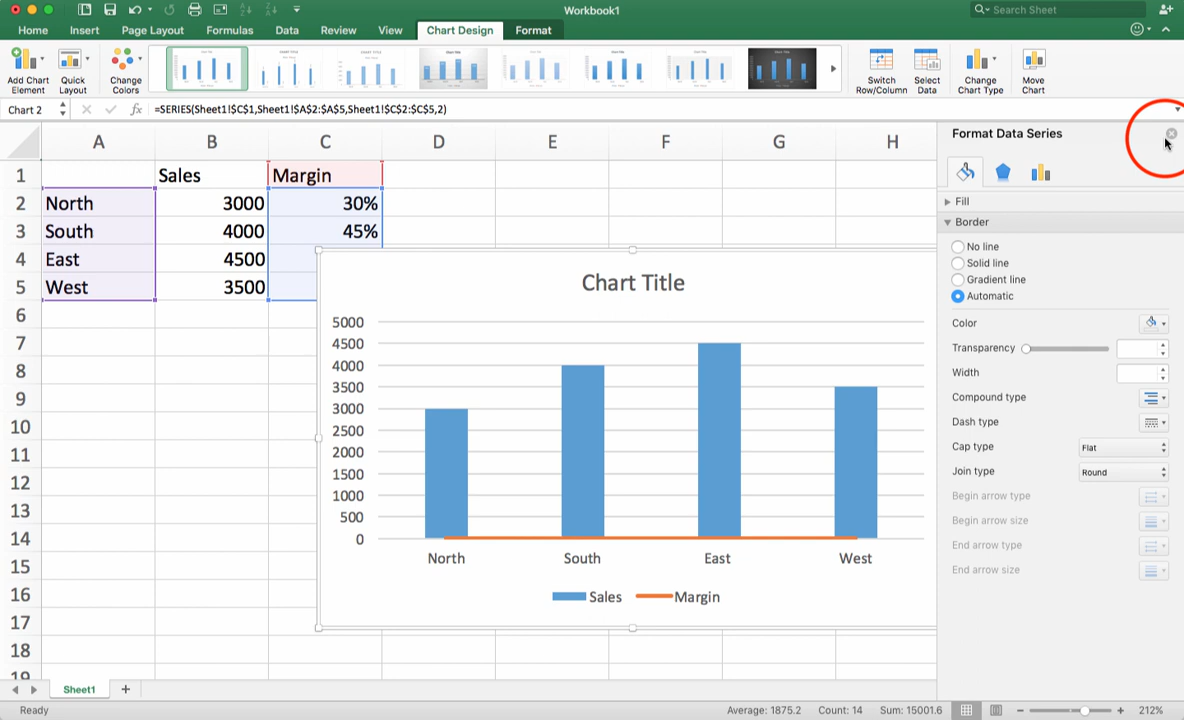 Workbook1
Search Sheet
Home Insert Page Layout Formulas Data Review View Chart Design Format
Add Chart Element
Quick Layout
Change Colors
Switch Row/Column
Select Data
Change Chart Type
Move Chart
Chart 2 fx =SERIES(Sheet1!$C$1,Sheet1!$A$2:$A$5,Sheet1!$C$2:$C$5,2)
A B C D E F G H
1 Sales Margin
2 North 3000 30%
3 South 4000 45%
4 East 4500
5 West 3500
6
7
8
9
10
11
12
13
14
15
16
17
18
19
Chart Title
5000
4500
4000
3500
3000
2500
2000
1500
1000
500
0
North South East West
Sales Margin
Format Data Series
Fill
Border
No line
Solid line
Gradient line
Automatic
Color
Transparency
Width
Compound type
Dash type
Cap type Flat
Join type Round
Begin arrow type
Begin arrow size
End arrow type
End arrow size
Sheet1 +
Ready Average: 1875.2 Count: 14 Sum: 15001.6 212%